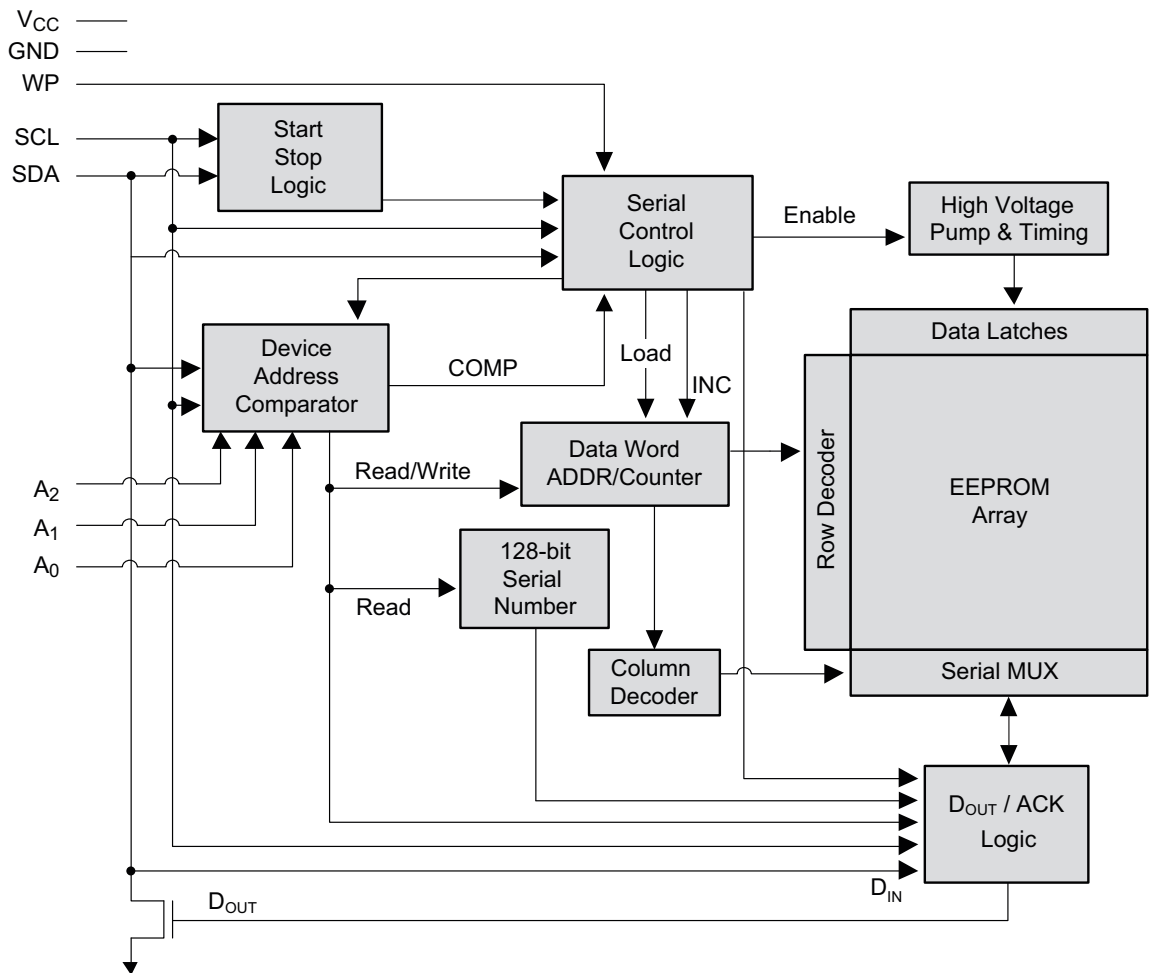 V_CC
GND
WP
SCL
SDA
Start
Stop
Logic
Serial
Control
Logic
Enable
High Voltage
Pump & Timing
Data Latches
Device
Address
Comparator
COMP
Load
INC
Row Decoder
EEPROM
Array
Data Word
ADDR/Counter
Read/Write
A2
A1
A0
128-bit
Serial
Number
Read
Column
Decoder
Serial MUX
DOUT / ACK
Logic
DIN
DOUT